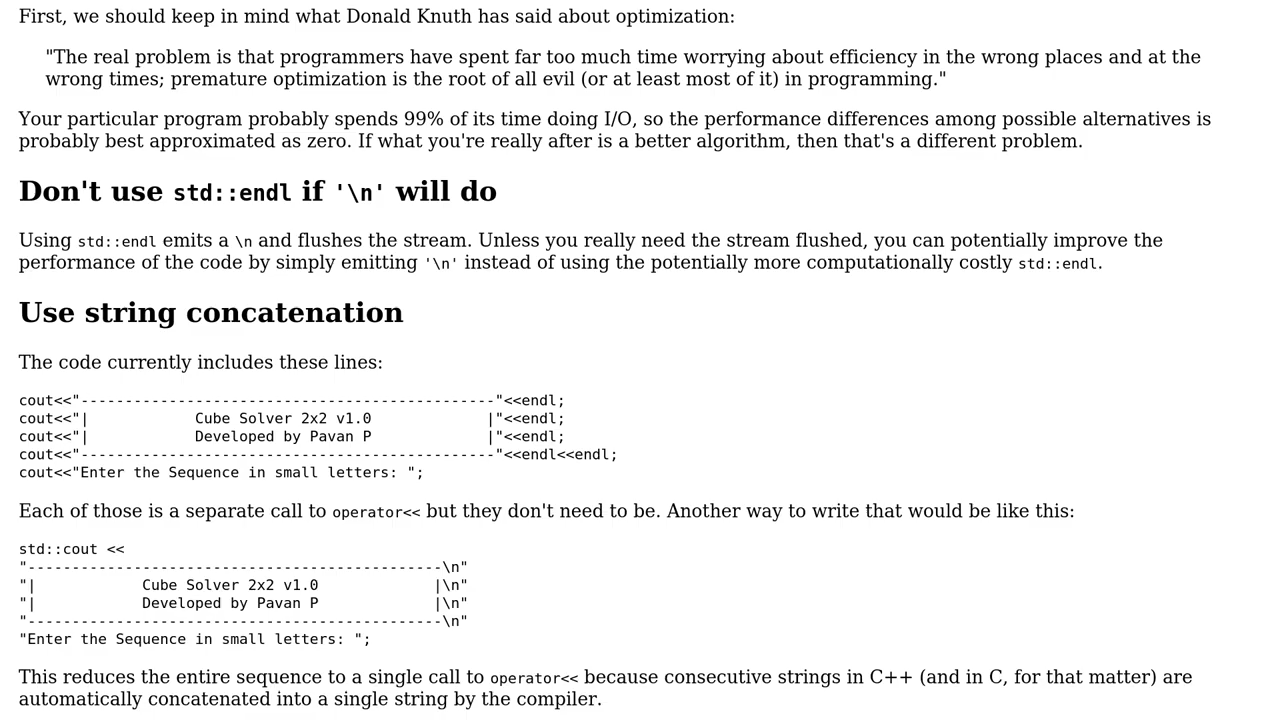 First, we should keep in mind what Donald Knuth has said about optimization:
"The real problem is that programmers have spent far too much time worrying about efficiency in the wrong places and at the
wrong times; premature optimization is the root of all evil (or at least most of it) in programming."
Your particular program probably spends 99% of its time doing I/O, so the performance differences among possible alternatives is
probably best approximated as zero. If what you're really after is a better algorithm, then that's a different problem.
Don't use std::endl if '\n' will do
Using std::endl emits a \n and flushes the stream. Unless you really need the stream flushed, you can potentially improve the
performance of the code by simply emitting '\n' instead of using the potentially more computationally costly std::endl.
Use string concatenation
The code currently includes these lines:
cout<<"-----------------------------------------------"<<endl;
cout<<"|            Cube Solver 2x2 v1.0             |"<<endl;
cout<<"|            Developed by Pavan P             |"<<endl;
cout<<"-----------------------------------------------"<<endl<<endl;
cout<<"Enter the Sequence in small letters: ";
Each of those is a separate call to operator<< but they don't need to be. Another way to write that would be like this:
std::cout <<
"-----------------------------------------------\n"
"|            Cube Solver 2x2 v1.0             |\n"
"|            Developed by Pavan P             |\n"
"-----------------------------------------------\n"
"Enter the Sequence in small letters: ";
This reduces the entire sequence to a single call to operator<< because consecutive strings in C++ (and in C, for that matter) are
automatically concatenated into a single string by the compiler.